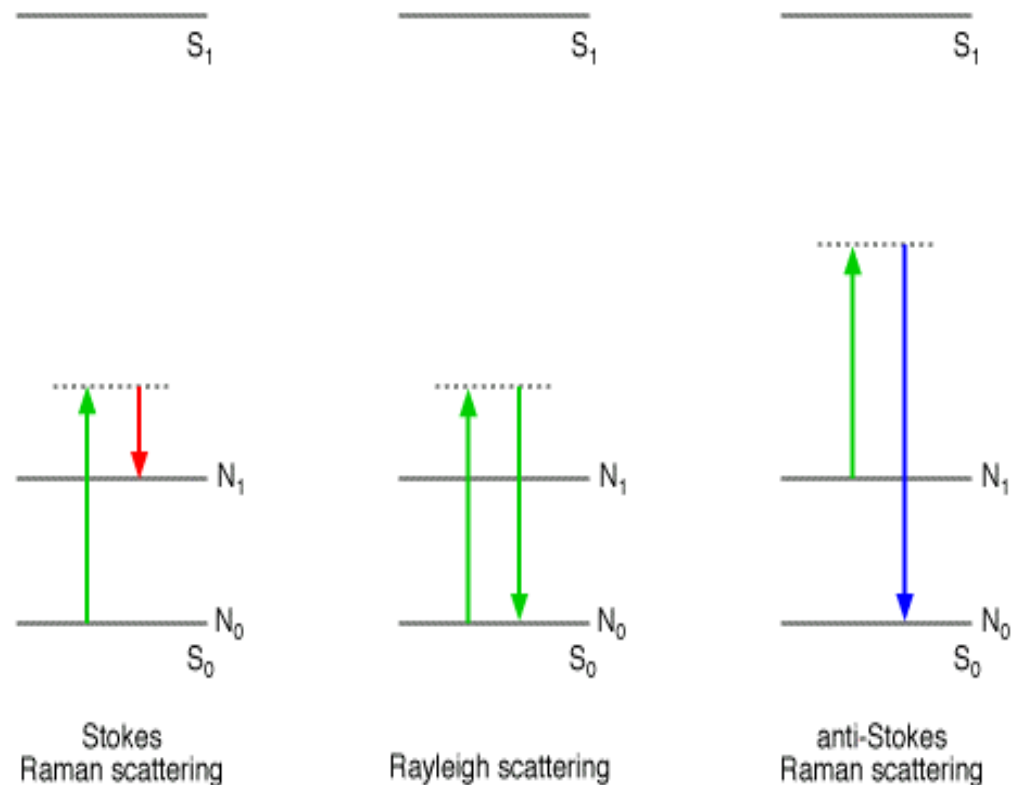 S₁
S₁
S₁
N₁
N₁
N₁
N₀
N₀
N₀
S₀
S₀
S₀
Stokes
Raman scattering
Rayleigh scattering
anti-Stokes
Raman scattering